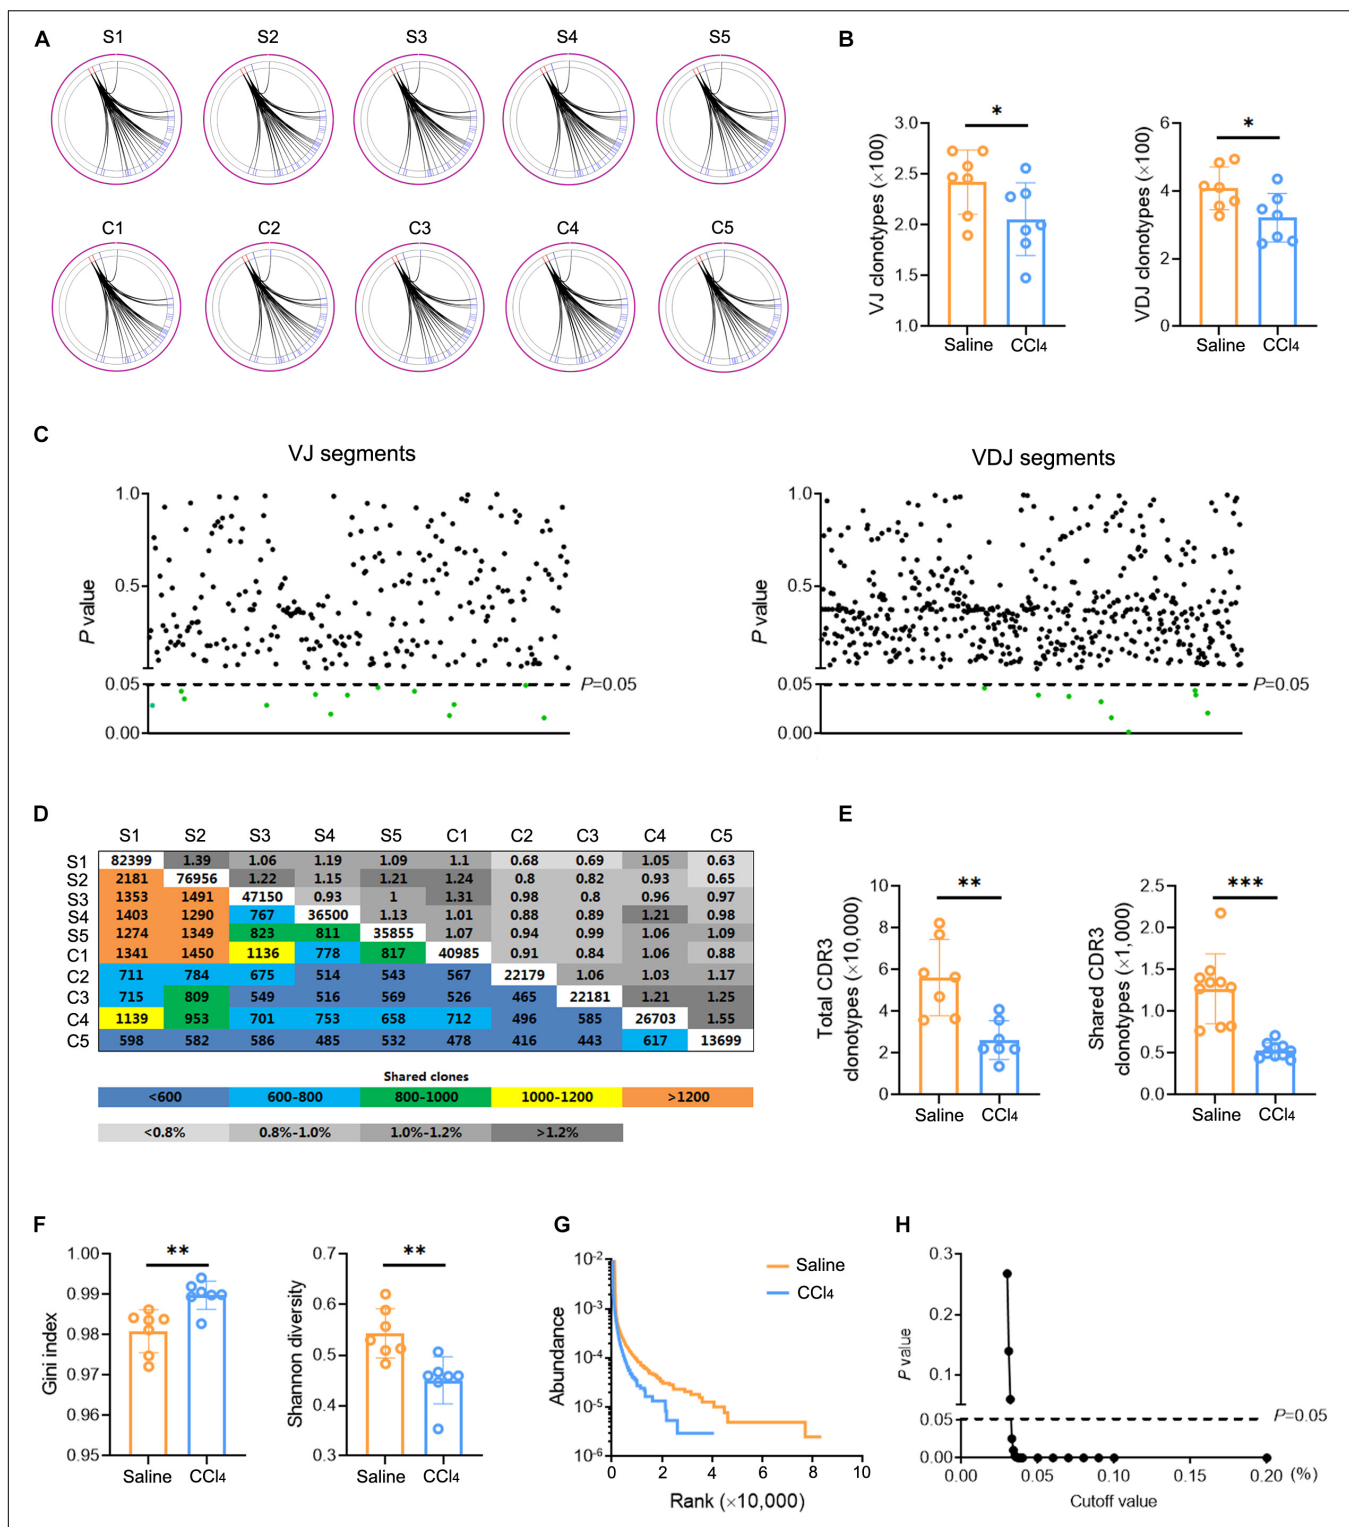 A
S1 S2 S3 S4 S5
C1 C2 C3 C4 C5
B
*
3.0
2.5
2.0
1.5
1.0
VJ clonotypes (×100)
Saline CCl4
*
6
4
2
0
VDJ clonotypes (×100)
Saline CCl4
C
VJ segments
1.0
0.5
0.05
0.00
P value
P=0.05
VDJ segments
1.0
0.5
0.05
0.00
P value
P=0.05
D
S1 S2 S3 S4 S5 C1 C2 C3 C4 C5
S1 82399 1.39 1.06 1.19 1.09 1.1 0.68 0.69 1.05 0.63
S2 2181 76956 1.22 1.15 1.21 1.24 0.8 0.82 0.93 0.65
S3 1353 1491 47150 0.93 1 1.31 0.98 0.8 0.96 0.97
S4 1403 1290 767 36500 1.13 1.01 0.88 0.89 1.21 0.98
S5 1274 1349 823 811 35855 1.07 0.94 0.99 1.06 1.09
C1 1341 1450 1136 778 817 40985 0.91 0.84 1.06 0.88
C2 711 784 675 514 543 567 22179 1.06 1.03 1.17
C3 715 809 549 516 569 526 465 22181 1.21 1.25
C4 1139 953 701 753 658 712 496 585 26703 1.55
C5 598 582 586 485 532 478 416 443 617 13699
Shared clones
<600 600-800 800-1000 1000-1200 >1200
<0.8% 0.8%-1.0% 1.0%-1.2% >1.2%
E
**
10
8
6
4
2
0
Total CDR3
clonotypes (×10,000)
Saline CCl4
***
2.5
2.0
1.5
1.0
0.5
0.0
Shared CDR3
clonotypes (×1,000)
Saline CCl4
F
**
1.00
0.99
0.98
0.97
0.96
0.95
Gini index
Saline CCl4
**
0.7
0.6
0.5
0.4
0.3
Shannon diversity
Saline CCl4
G
10-2
10-3
10-4
10-5
10-6
Abundance
Saline
CCl4
0 2 4 6 8 10
Rank (×10,000)
H
0.3
0.2
0.1
0.05
0.00
P value
P=0.05
0.00 0.05 0.10 0.15 0.20 (%)
Cutoff value